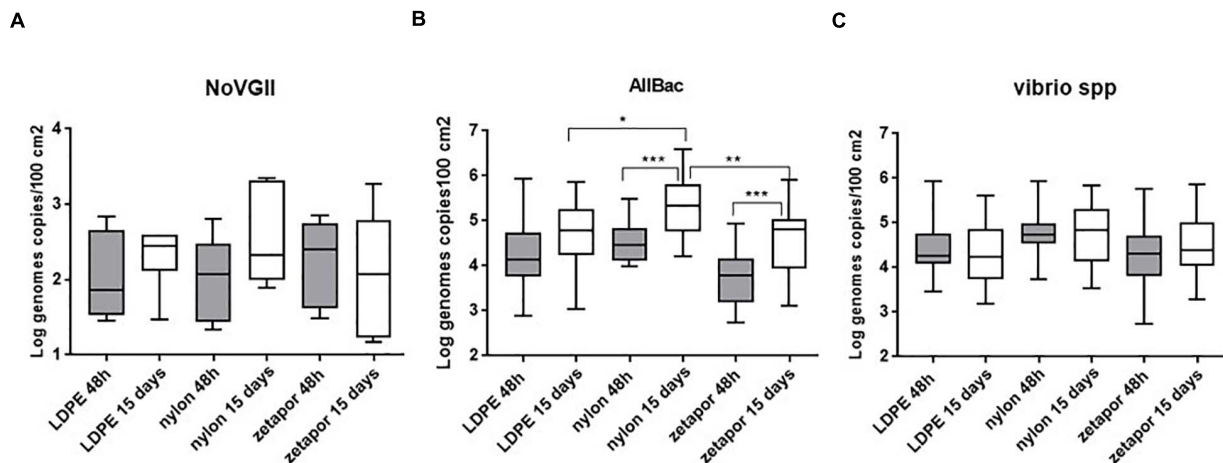 A
NoVGII
Log genomes copies/100 cm2
4
3
2
1
LDPE 48h
LDPE 15 days
nylon 48h
nylon 15 days
zetapor 48h
zetapor 15 days
B
AllBac
Log genomes copies100 cm2
7
6
5
4
3
2
*
***
**
***
LDPE 48h
LDPE 15 days
nylon 48h
nylon 15 days
zetapor 48h
zetapor 15 days
C
vibrio spp
Log genomes copies/100 cm2
7
6
5
4
3
2
LDPE 48h
LDPE 15 days
nylon 48h
nylon 15 days
zetapor 48h
zetapor 15 days